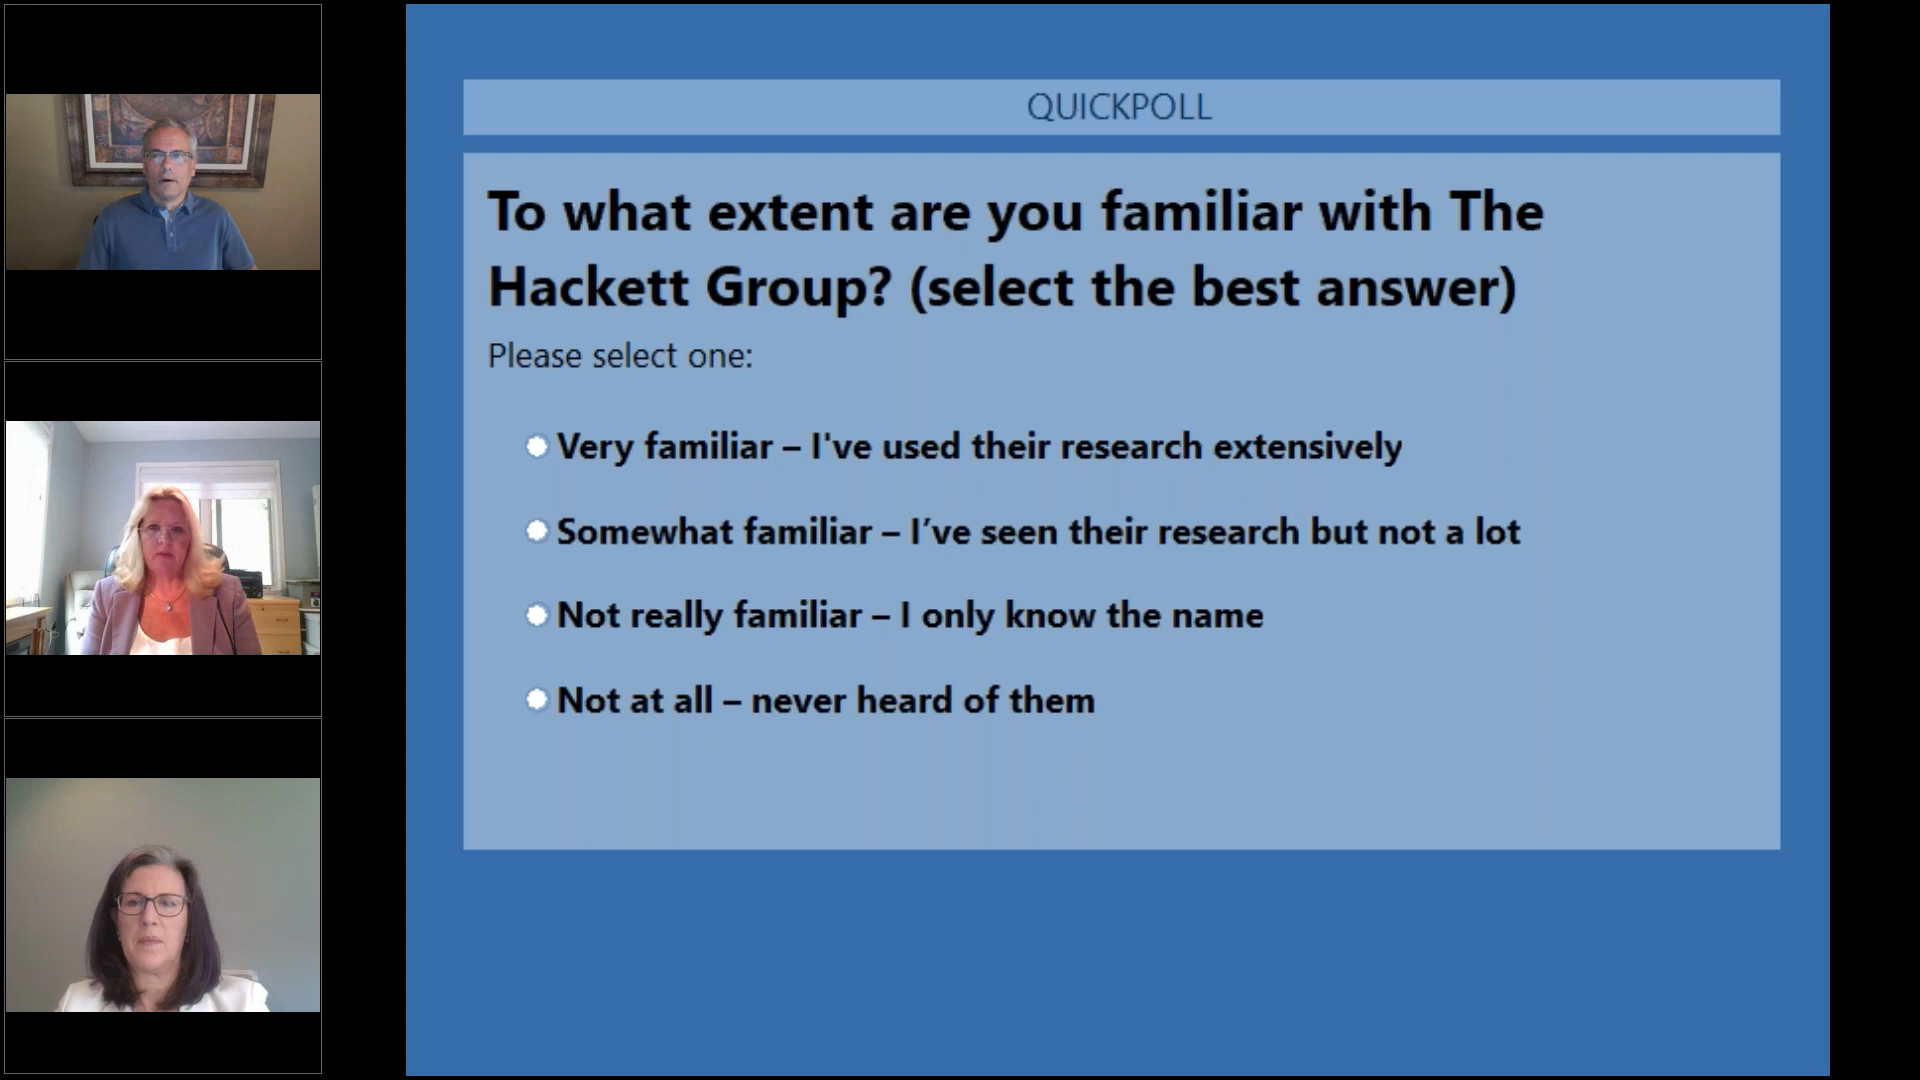 QUICKPOLL
To what extent are you familiar with The
Hackett Group? (select the best answer)
Please select one:
Very familiar – I've used their research extensively
Somewhat familiar – I’ve seen their research but not a lot
Not really familiar – I only know the name
Not at all – never heard of them